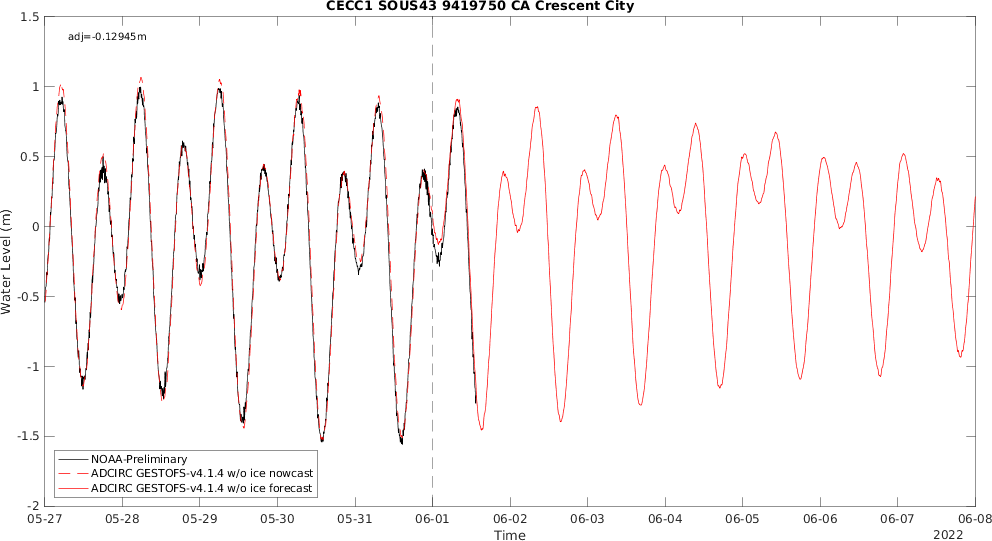 CECC1 SOUS43 9419750 CA Crescent City
adj=-0.12945m
1.5
1
0.5
0
-0.5
-1
-1.5
-2
Water Level (m)
NOAA-Preliminary
ADCIRC GESTOFS-v4.1.4 w/o ice nowcast
ADCIRC GESTOFS-v4.1.4 w/o ice forecast
05-27 05-28 05-29 05-30 05-31 06-01 06-02 06-03 06-04 06-05 06-06 06-07 06-08
Time
2022